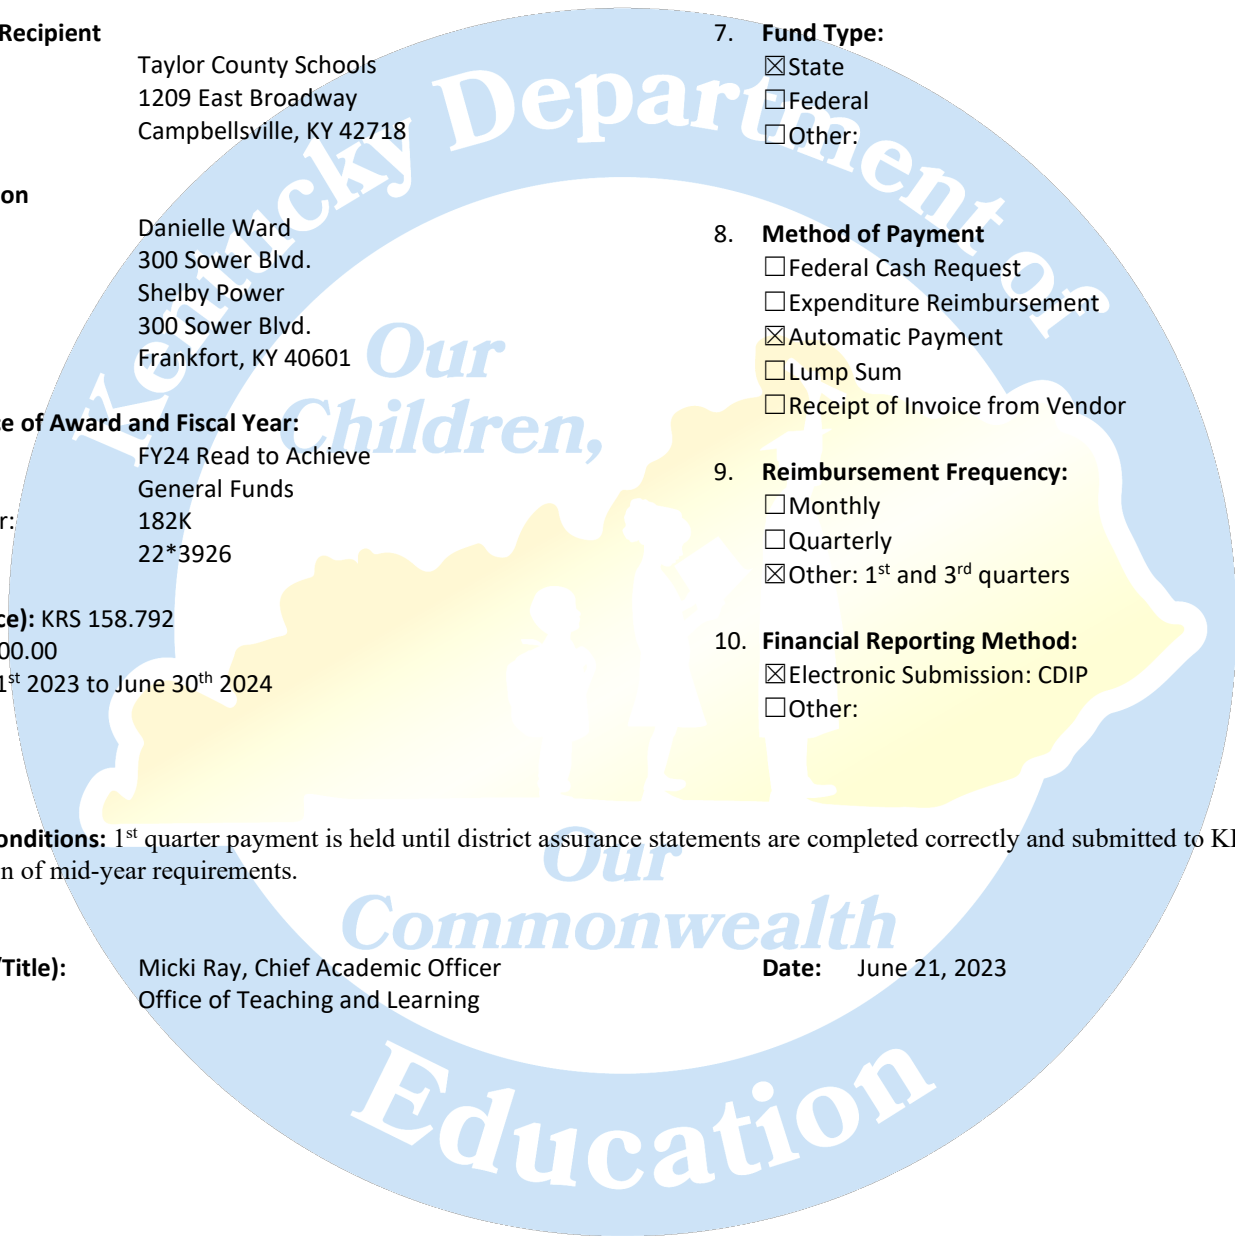 Recipient
Taylor County Schools
1209 East Broadway
Campbellsville, KY 42718
on
Danielle Ward
300 Sower Blvd.
Shelby Power
300 Sower Blvd.
Frankfort, KY 40601
ce of Award and Fiscal Year:
FY24 Read to Achieve
General Funds
r: 182K
22*3926
ce): KRS 158.792
00.00
1st 2023 to June 30th 2024
7. Fund Type:
☒State
☐Federal
☐Other:
8. Method of Payment
☐Federal Cash Request
☐Expenditure Reimbursement
☒Automatic Payment
☐Lump Sum
☐Receipt of Invoice from Vendor
9. Reimbursement Frequency:
☐Monthly
☐Quarterly
☒Other: 1st and 3rd quarters
10. Financial Reporting Method:
☒Electronic Submission: CDIP
☐Other:
onditions: 1st quarter payment is held until district assurance statements are completed correctly and submitted to KI
n of mid-year requirements.
/Title): Micki Ray, Chief Academic Officer
Office of Teaching and Learning
Date: June 21, 2023
Kentucky Department of
Education
Our
Children,
Our
Commonwealth